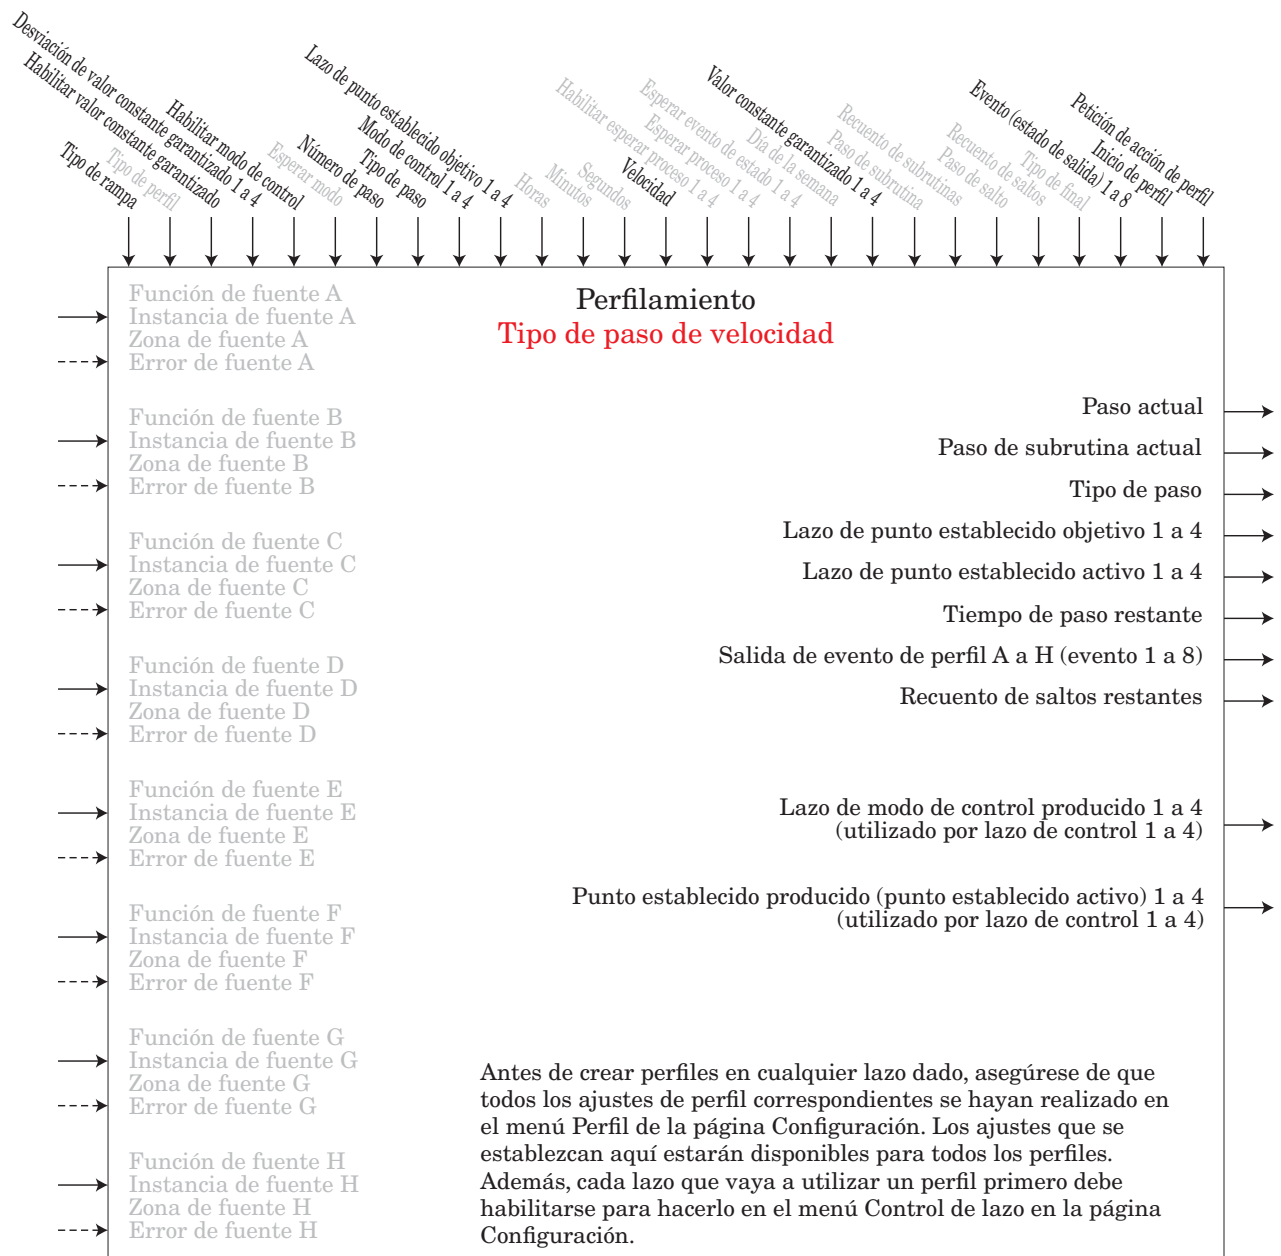 Tipo de rampa
Tipo de perfil
Habilitar valor constante garantizado
Desviación de valor constante garantizado 1 a 4
Habilitar modo de control
Esperar modo
Número de paso
Tipo de paso
Modo de control 1 a 4
Lazo de punto establecido objetivo 1 a 4
Horas
Minutos
Segundos
Velocidad
Habilitar esperar proceso 1 a 4
Esperar proceso 1 a 4
Esperar evento de estado 1 a 4
Día de la semana
Valor constante garantizado 1 a 4
Paso de subrutina
Recuento de subrutinas
Paso de salto
Recuento de saltos
Tipo de final
Evento (estado de salida) 1 a 8
Inicio de perfil
Petición de acción de perfil
Perfilamiento
Tipo de paso de velocidad
Función de fuente A
Instancia de fuente A
Zona de fuente A
Error de fuente A
Función de fuente B
Instancia de fuente B
Zona de fuente B
Error de fuente B
Función de fuente C
Instancia de fuente C
Zona de fuente C
Error de fuente C
Función de fuente D
Instancia de fuente D
Zona de fuente D
Error de fuente D
Función de fuente E
Instancia de fuente E
Zona de fuente E
Error de fuente E
Función de fuente F
Instancia de fuente F
Zona de fuente F
Error de fuente F
Función de fuente G
Instancia de fuente G
Zona de fuente G
Error de fuente G
Función de fuente H
Instancia de fuente H
Zona de fuente H
Error de fuente H
Paso actual
Paso de subrutina actual
Tipo de paso
Lazo de punto establecido objetivo 1 a 4
Lazo de punto establecido activo 1 a 4
Tiempo de paso restante
Salida de evento de perfil A a H (evento 1 a 8)
Recuento de saltos restantes
Lazo de modo de control producido 1 a 4
(utilizado por lazo de control 1 a 4)
Punto establecido producido (punto establecido activo) 1 a 4
(utilizado por lazo de control 1 a 4)
Antes de crear perfiles en cualquier lazo dado, asegúrese de que
todos los ajustes de perfil correspondientes se hayan realizado en
el menú Perfil de la página Configuración. Los ajustes que se
establezcan aquí estarán disponibles para todos los perfiles.
Además, cada lazo que vaya a utilizar un perfil primero debe
habilitarse para hacerlo en el menú Control de lazo en la página
Configuración.